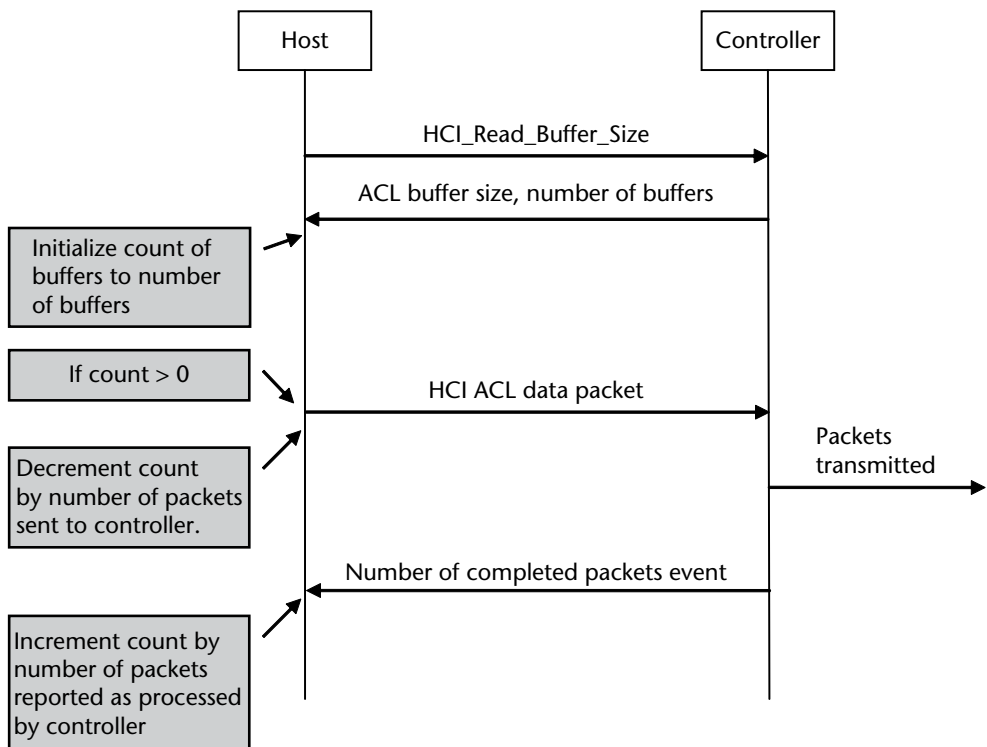 Host
Controller
HCI_Read_Buffer_Size
ACL buffer size, number of buffers
Initialize count of
buffers to number
of buffers
If count > 0
HCI ACL data packet
Packets
transmitted
Decrement count
by number of packets
sent to controller.
Number of completed packets event
Increment count by
number of packets
reported as processed
by controller